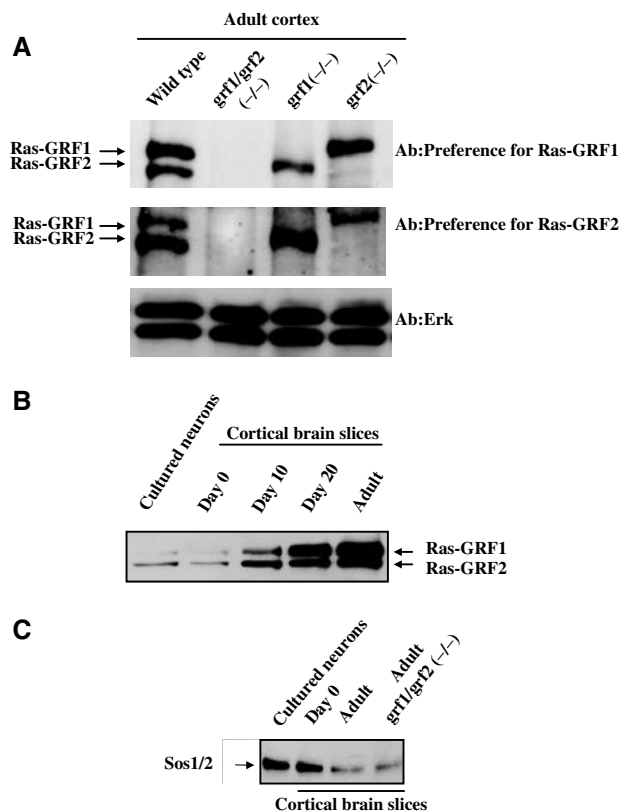 Adult cortex
A
Wild type
grf1/grf2
(−/−)
grf1(−/−)
grf2(−/−)
Ras-GRF1
Ras-GRF2
Ab:Preference for Ras-GRF1
Ras-GRF1
Ras-GRF2
Ab:Preference for Ras-GRF2
Ab:Erk
B
Cultured neurons
Cortical brain slices
Day 0
Day 10
Day 20
Adult
Ras-GRF1
Ras-GRF2
C
Cultured neurons
Day 0
Adult
Adult
grf1/grf2 (−/−)
Sos1/2
Cortical brain slices